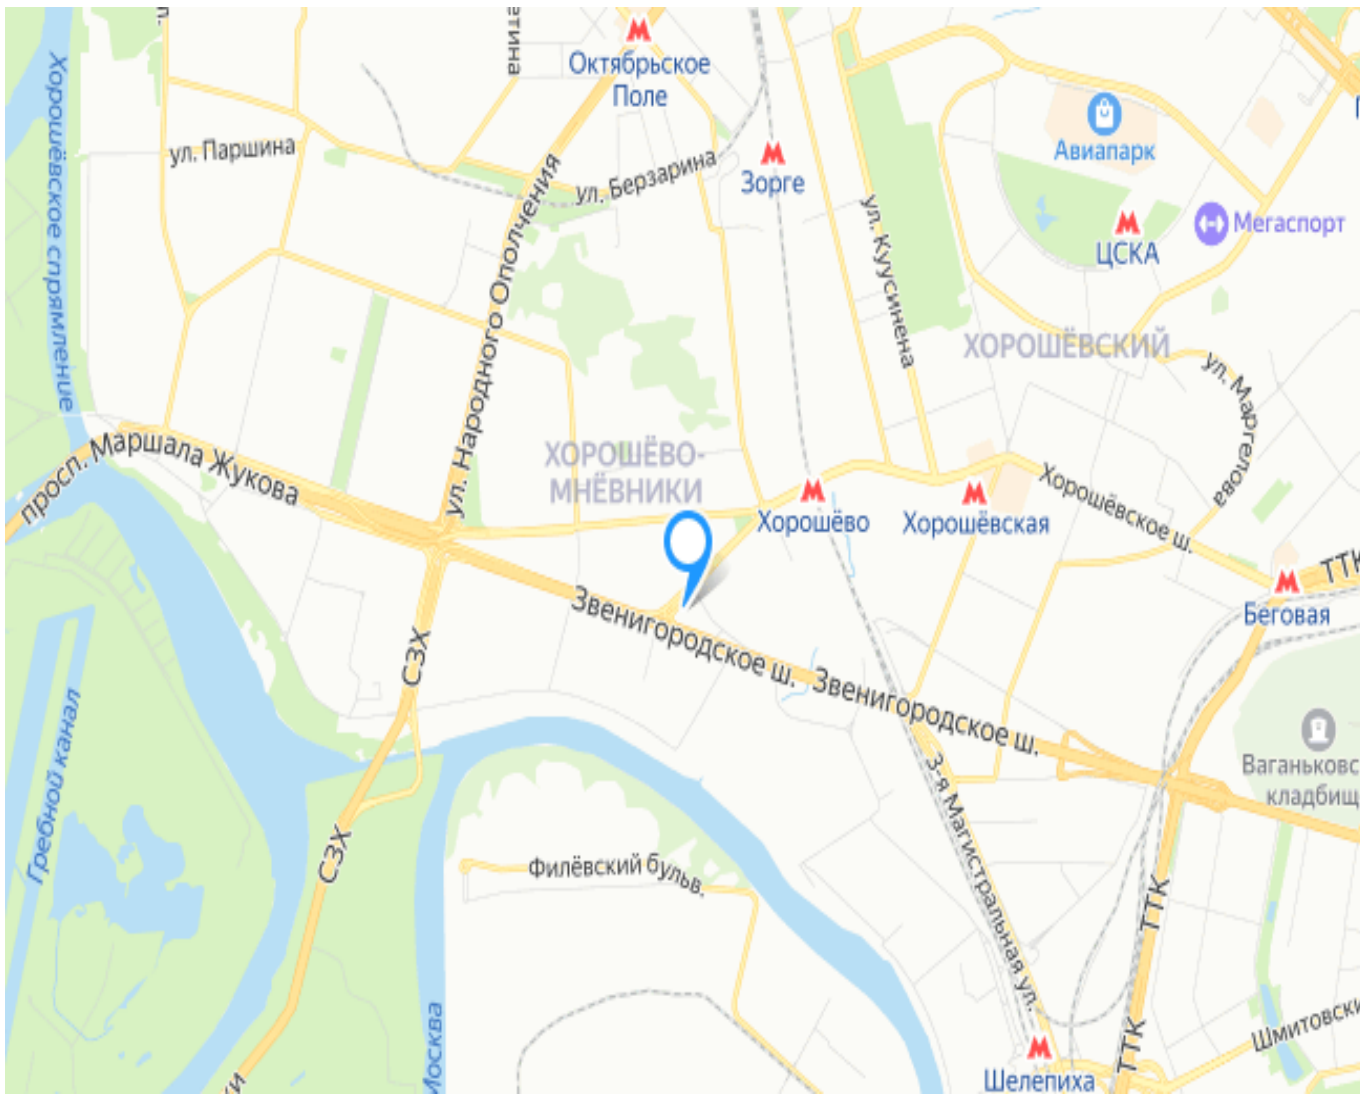 Октябрьское
Поле
Хорошёвское спрямление
ул. Паршина
ул. Берзарина
Зорге
Авиапарк
ЦСКА
Мегаспорт
ул. Народного Ополчения
ул. Куусинена
ХОРОШЁВСКИЙ
ул. Маргелова
просп. Маршала Жукова
ХОРОШЁВО-
МНЁВНИКИ
Хорошёво
Хорошёвская
Хорошёвское ш.
ТТК
Беговая
Звенигородское ш.
Звенигородское ш.
СЗХ
Гребной канал
3-я Магистральная ул.
Ваганьковс
кладбищ
СЗХ
Филёвский бульв.
ТТК
Москва
ТТК
Шмитовски
Шелепиха